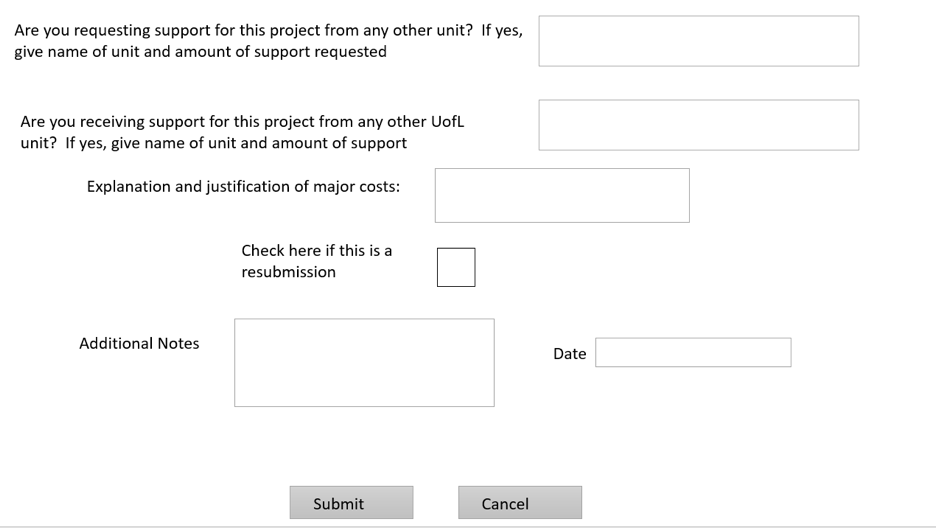 Are you requesting support for this project from any other unit?  If yes,
give name of unit and amount of support requested
Are you receiving support for this project from any other UofL
unit?  If yes, give name of unit and amount of support
Explanation and justification of major costs:
Check here if this is a
resubmission
Additional Notes
Date
Submit
Cancel